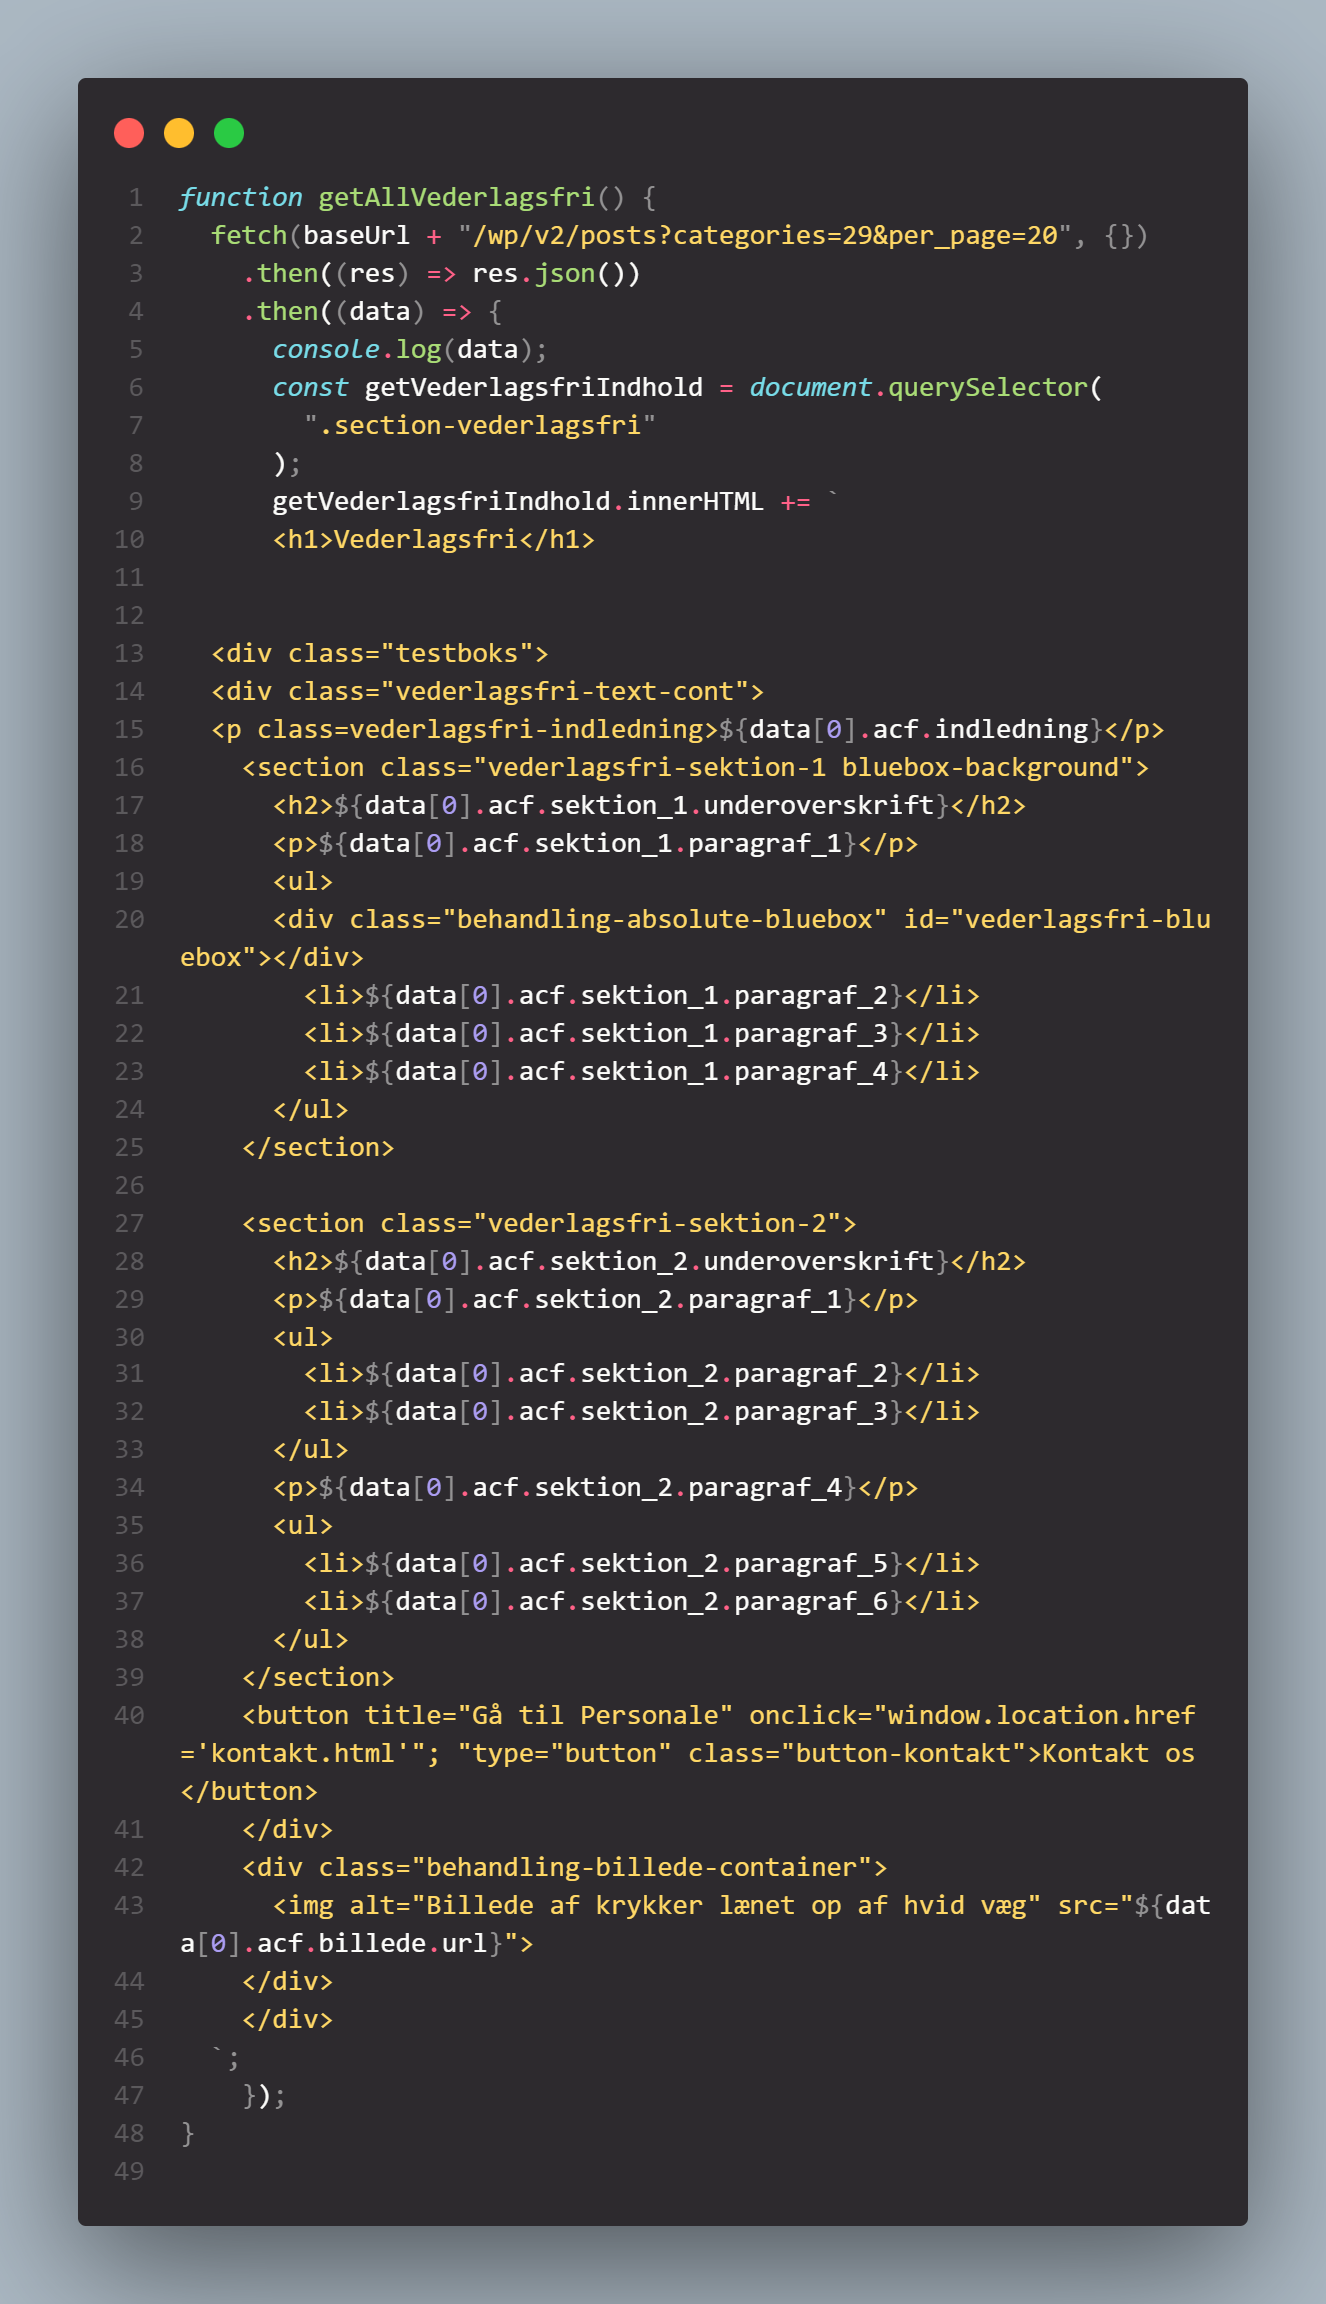 1 function getAllVederlagsfri() {
2   fetch(baseUrl + "/wp/v2/posts?categories=29&per_page=20", {})
3     .then((res) => res.json())
4     .then((data) => {
5       console.log(data);
6       const getVederlagsfriIndhold = document.querySelector(
7         ".section-vederlagsfri"
8       );
9       getVederlagsfriIndhold.innerHTML += `
10       <h1>Vederlagsfri</h1>
11
12
13   <div class="testboks">
14   <div class="vederlagsfri-text-cont">
15   <p class=vederlagsfri-indledning>${data[0].acf.indledning}</p>
16     <section class="vederlagsfri-sektion-1 bluebox-background">
17       <h2>${data[0].acf.sektion_1.underoverskrift}</h2>
18       <p>${data[0].acf.sektion_1.paragraf_1}</p>
19       <ul>
20       <div class="behandling-absolute-bluebox" id="vederlagsfri-blu
ebox"></div>
21         <li>${data[0].acf.sektion_1.paragraf_2}</li>
22         <li>${data[0].acf.sektion_1.paragraf_3}</li>
23         <li>${data[0].acf.sektion_1.paragraf_4}</li>
24       </ul>
25     </section>
26
27     <section class="vederlagsfri-sektion-2">
28       <h2>${data[0].acf.sektion_2.underoverskrift}</h2>
29       <p>${data[0].acf.sektion_2.paragraf_1}</p>
30       <ul>
31         <li>${data[0].acf.sektion_2.paragraf_2}</li>
32         <li>${data[0].acf.sektion_2.paragraf_3}</li>
33       </ul>
34       <p>${data[0].acf.sektion_2.paragraf_4}</p>
35       <ul>
36         <li>${data[0].acf.sektion_2.paragraf_5}</li>
37         <li>${data[0].acf.sektion_2.paragraf_6}</li>
38       </ul>
39     </section>
40     <button title="Gå til Personale" onclick="window.location.href
='kontakt.html'"; "type="button" class="button-kontakt">Kontakt os
</button>
41     </div>
42     <div class="behandling-billede-container">
43       <img alt="Billede af krykker lænet op af hvid væg" src="${dat
a[0].acf.billede.url}">
44     </div>
45     </div>
46   `;
47     });
48 }
49